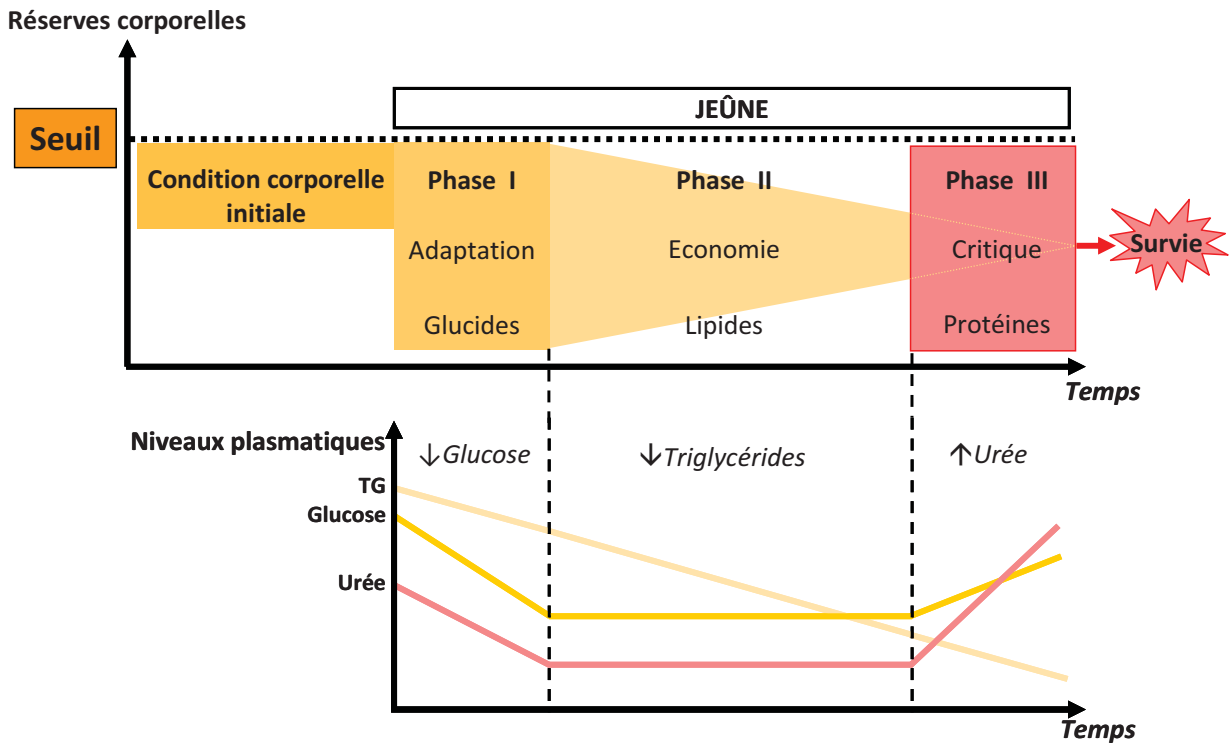 Réserves corporelles
JEÛNE
Seuil
Condition corporelle
initiale
Phase I
Phase II
Phase III
Adaptation
Economie
Critique
Survie
Glucides
Lipides
Protéines
Temps
Niveaux plasmatiques
↓Glucose
↓Triglycérides
↑Urée
TG
Glucose
Urée
Temps